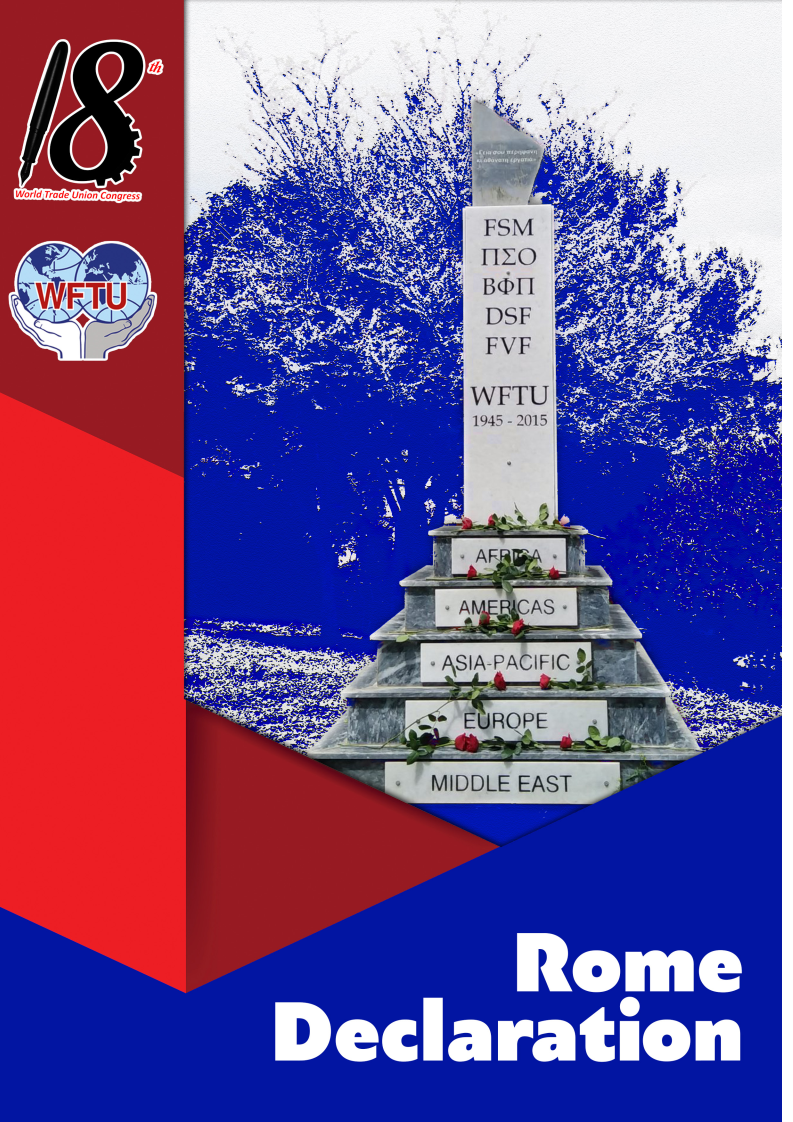 18th
World Trade Union Congress
WFTU
FSM
ΠΣΟ
ВФП
DSF
FVF
WFTU
1945 - 2015
AFRICA
AMERICAS
ASIA-PACIFIC
EUROPE
MIDDLE EAST
Rome
Declaration